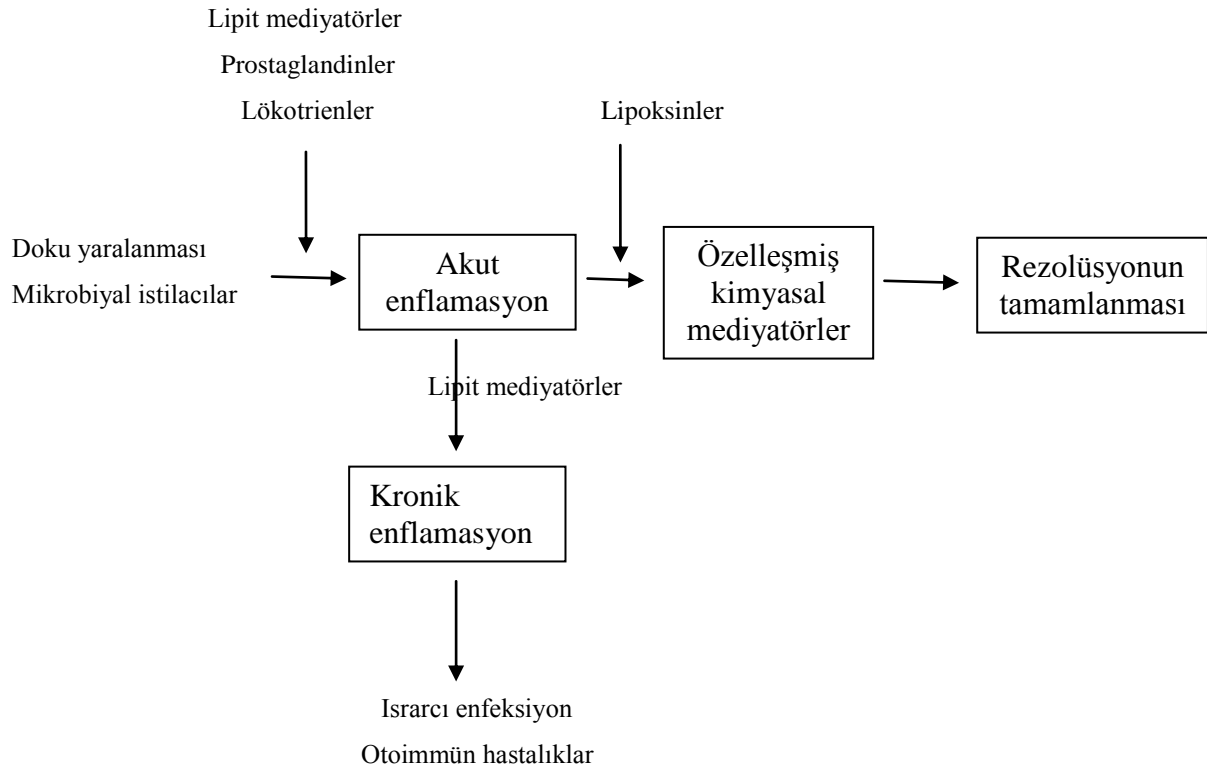 Lipit mediyatörler
Prostaglandinler
Lökotrienler
Lipoksinler
Doku yaralanması
Mikrobiyal istilacılar
Akut
enflamasyon
Özelleşmiş
kimyasal
mediyatörler
Rezolüsyonun
tamamlanması
Lipit mediyatörler
Kronik
enflamasyon
Israrcı enfeksiyon
Otoimmün hastalıklar